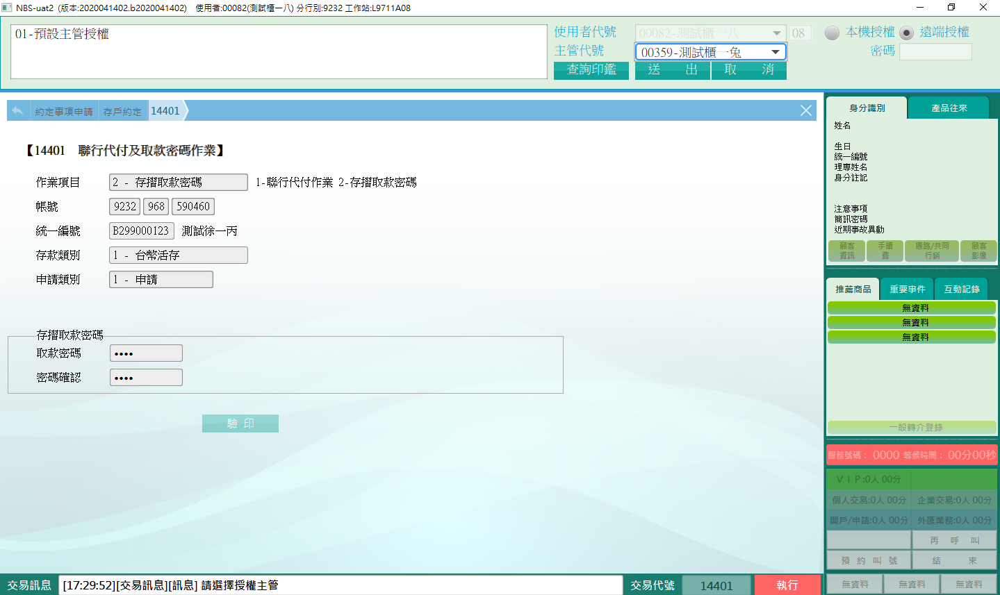 NBS-uat2 (版本:2020041402.b2020041402) 使用者:00082(測試櫃一八) 分行別:9232 工作站:L9711A08
01-預設主管授權
使用者代號 00082-測試櫃一八 08 本機授權 遠端授權
主管代號 00359-測試櫃一兔 密碼
查詢印鑑 送 出 取 消
約定事項申請 存戶約定 14401
【14401 聯行代付及取款密碼作業】
作業項目 2 - 存摺取款密碼 1-聯行代付作業 2-存摺取款密碼
帳號 9232 968 590460
統一編號 B299000123 測試徐一丙
存款類別 1 - 台幣活存
申請類別 1 - 申請
存摺取款密碼
取款密碼 ••••
密碼確認 ••••
驗 印
交易訊息 [17:29:52][交易訊息][訊息] 請選擇授權主管 交易代號 14401 執行
身分識別 產品往來
姓名
生日
統一編號
理專姓名
身分註記
注意事項
簡訊密碼
近期事故異動
顧客資訊 手續費 通路/共同行銷 顧客影像
推薦商品 重要事件 互動記錄
無資料
無資料
無資料
一般轉介登錄
服務號碼： 0000 等候時間： 00分00秒
ＶＩＰ:0人 00分
個人交易:0人 00分 企業交易:0人 00分
開戶/申請:0人 00分 外匯業務:0人 00分
再 呼 叫
預 約 叫 號 結 束
無資料 無資料 無資料